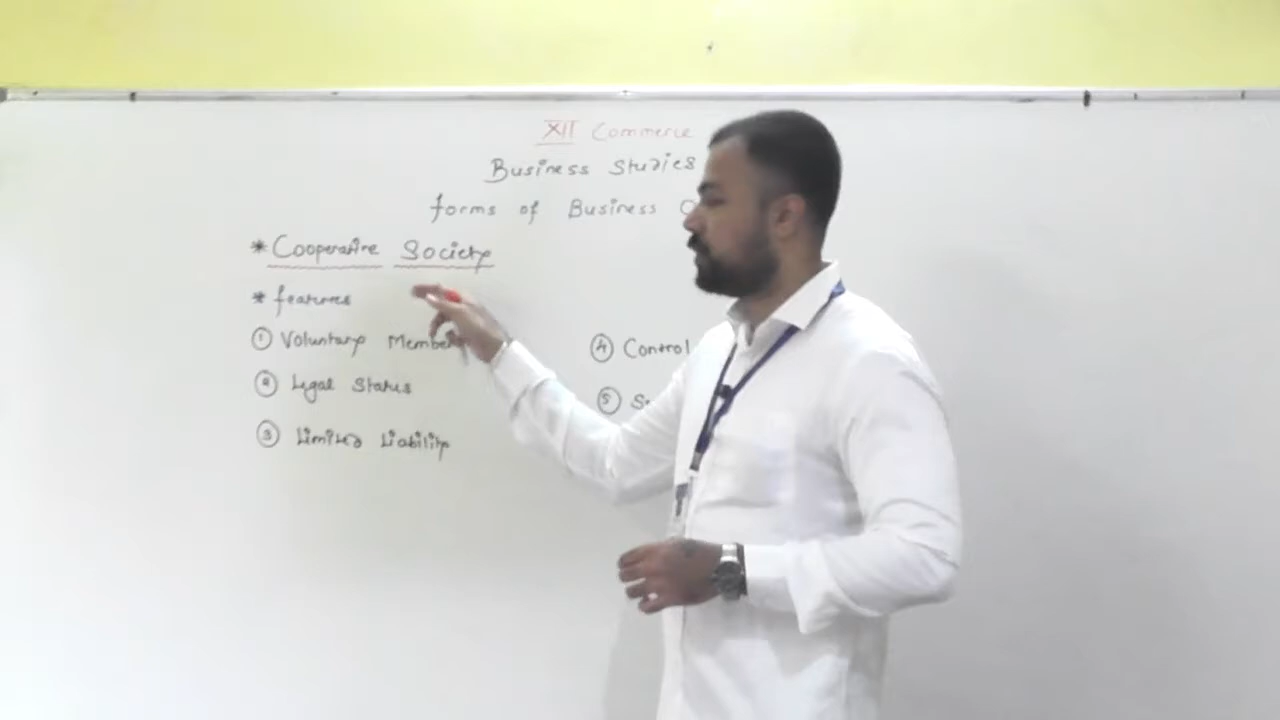 XII Commerce
Business Studies
forms of Business
* Cooperative Society
* features
① Voluntary Member
② Legal Status
③ Limited Liability
④ Control
⑤